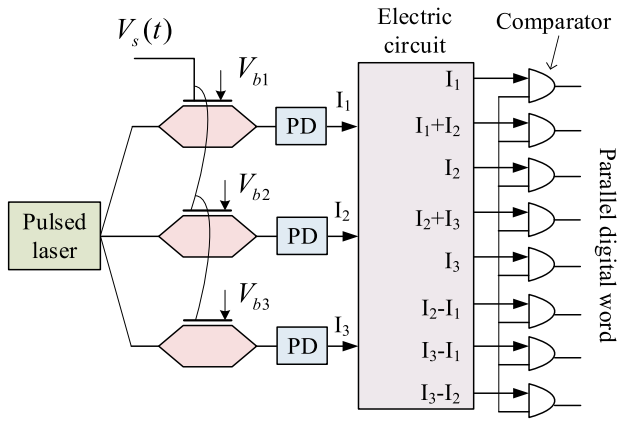 Electric
circuit
Comparator
Vs(t)
Vb1
Vb2
Vb3
Pulsed
laser
PD
PD
PD
I1
I2
I3
I1
I1+I2
I2
I2+I3
I3
I2-I1
I3-I1
I3-I2
Parallel digital word